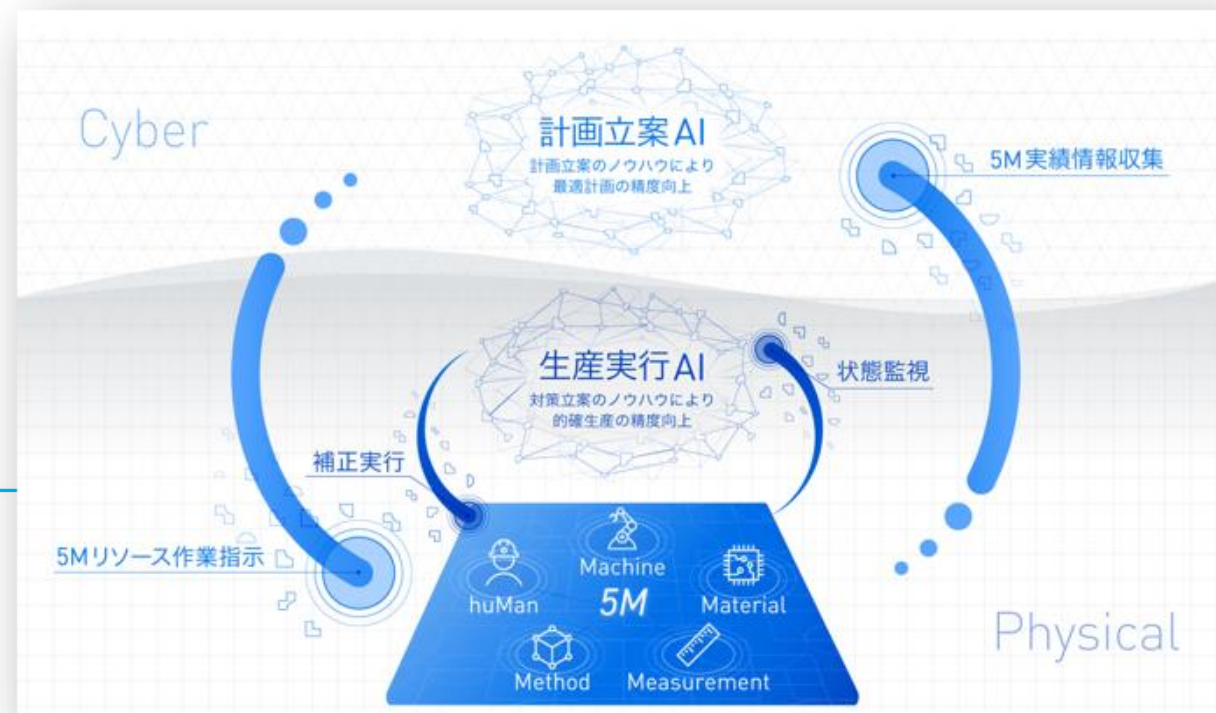 Cyber
計画立案AI
計画立案のノウハウにより
最適計画の精度向上
5M実績情報収集
生産実行AI
対策立案のノウハウにより
的確生産の精度向上
状態監視
補正実行
5Mリソース作業指示
Machine
huMan
5M
Material
Method
Measurement
Physical